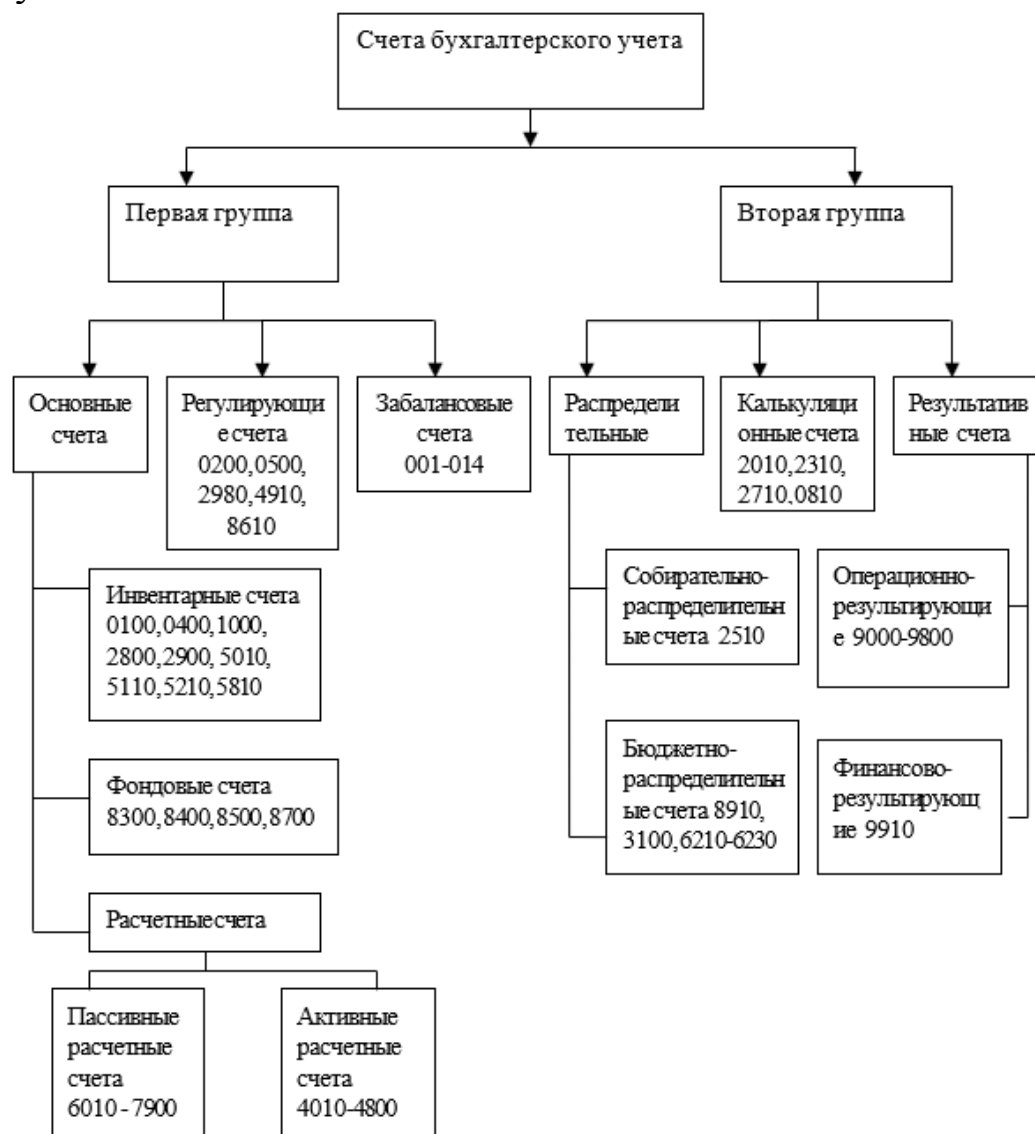 Счета бухгалтерского учета
Первая группа
Вторая группа
Основные
счета
Регулирующи
е счета
0200,0500,
2980,4910,
8610
Забалансовые
счета
001-014
Распредели
тельные
Калькуляци
онные счета
2010,2310,
2710,0810
Результатив
ные счета
Инвентарные счета
0100,0400,1000,
2800,2900, 5010,
5110,5210,5810
Фондовые счета
8300,8400,8500,8700
Расчетные счета
Пассивные
расчетные
счета
6010 - 7900
Активные
расчетные
счета
4010-4800
Собирательно-
распределительн
ые счета 2510
Бюджетно-
распределительн
ые счета 8910,
3100,6210-6230
Операционно-
результирующи
е 9000-9800
Финансово-
результирующ
ие 9910